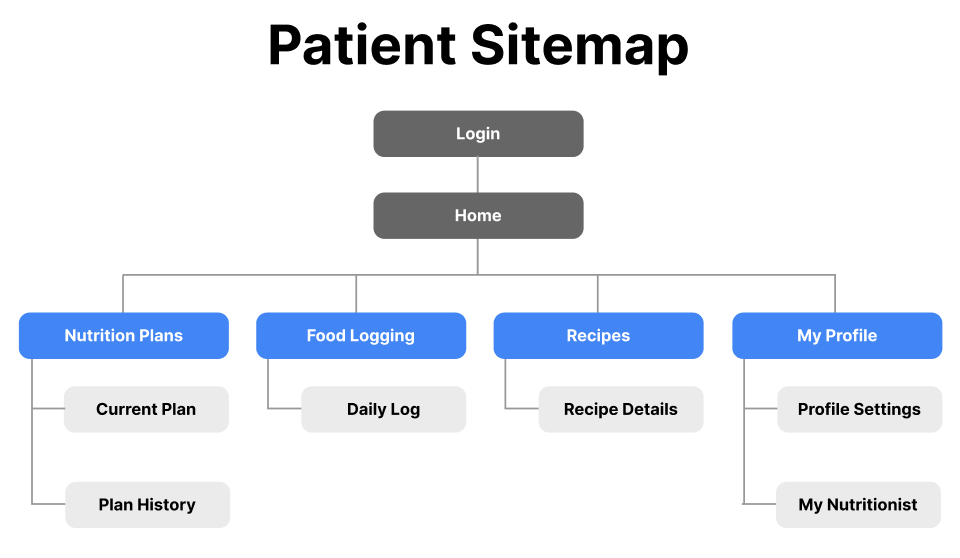 Patient Sitemap
Login
Home
Nutrition Plans
Food Logging
Recipes
My Profile
Current Plan
Daily Log
Recipe Details
Profile Settings
Plan History
My Nutritionist